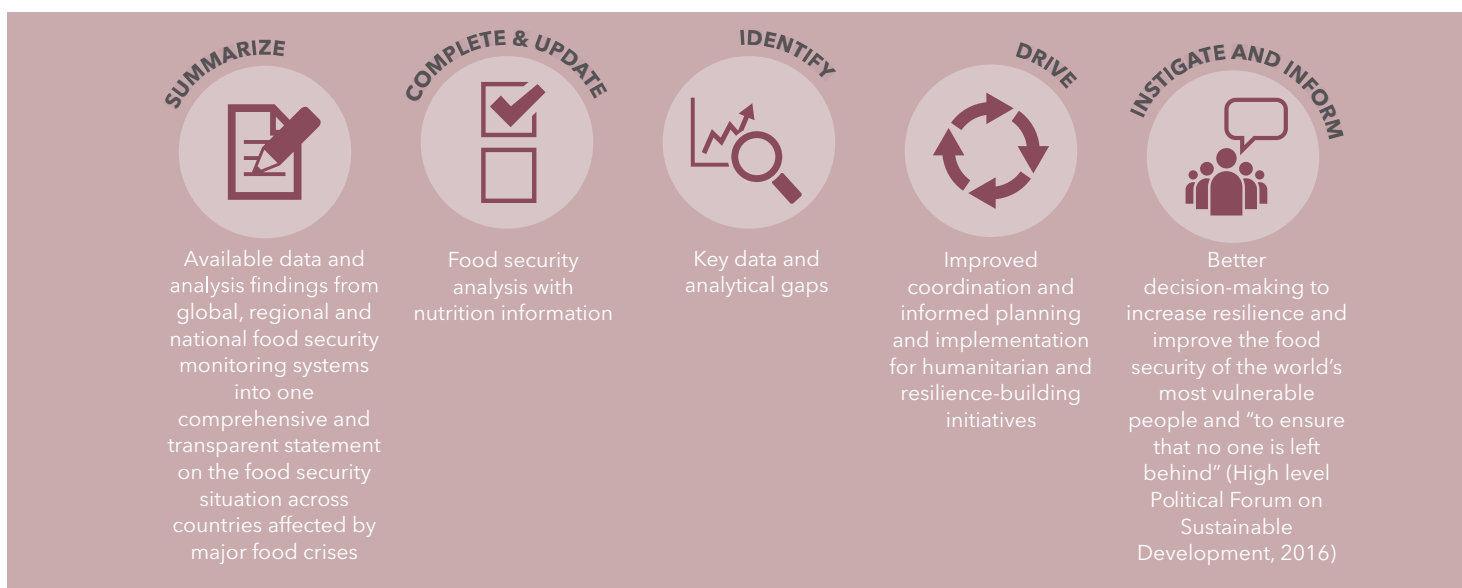 SUMMARIZE
Available data and
analysis findings from
global, regional and
national food security
monitoring systems
into one
comprehensive and
transparent statement
on the food security
situation across
countries affected by
major food crises
COMPLETE & UPDATE
Food security
analysis with
nutrition information
IDENTIFY
Key data and
analytical gaps
DRIVE
Improved
coordination and
informed planning
and implementation
for humanitarian and
resilience-building
initiatives
INSTIGATE AND INFORM
Better
decision-making to
increase resilience and
improve the food
security of the world’s
most vulnerable
people and “to ensure
that no one is left
behind” (High level
Political Forum on
Sustainable
Development, 2016)